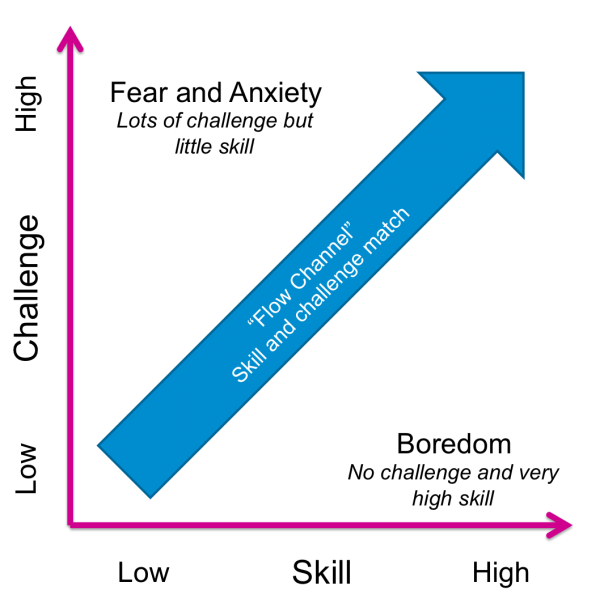 High
Fear and Anxiety
Lots of challenge but
little skill
Challenge
“Flow Channel”
Skill and challenge match
Low
Boredom
No challenge and very
high skill
Low
Skill
High